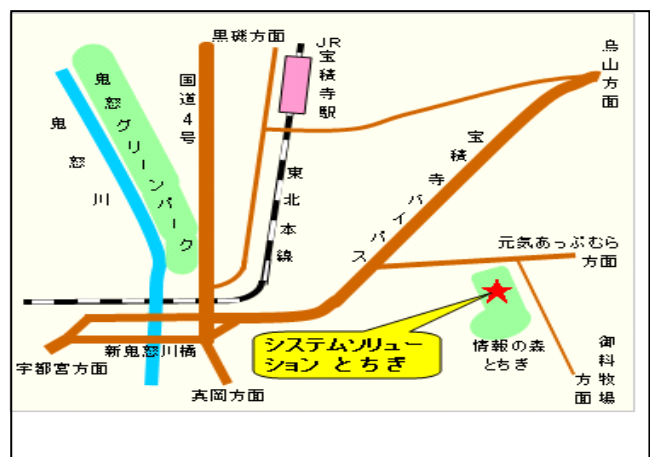 黒磯方面
JR宝積寺駅
烏山方面
鬼怒グリーンパーク
国道4号
鬼怒川
東北本線
宝積寺バイパス
元気あっぷむら
方面
システムソリュー
ション とちぎ
情報の森
とちぎ
御料牧場
方面
新鬼怒川橋
宇都宮方面
真岡方面